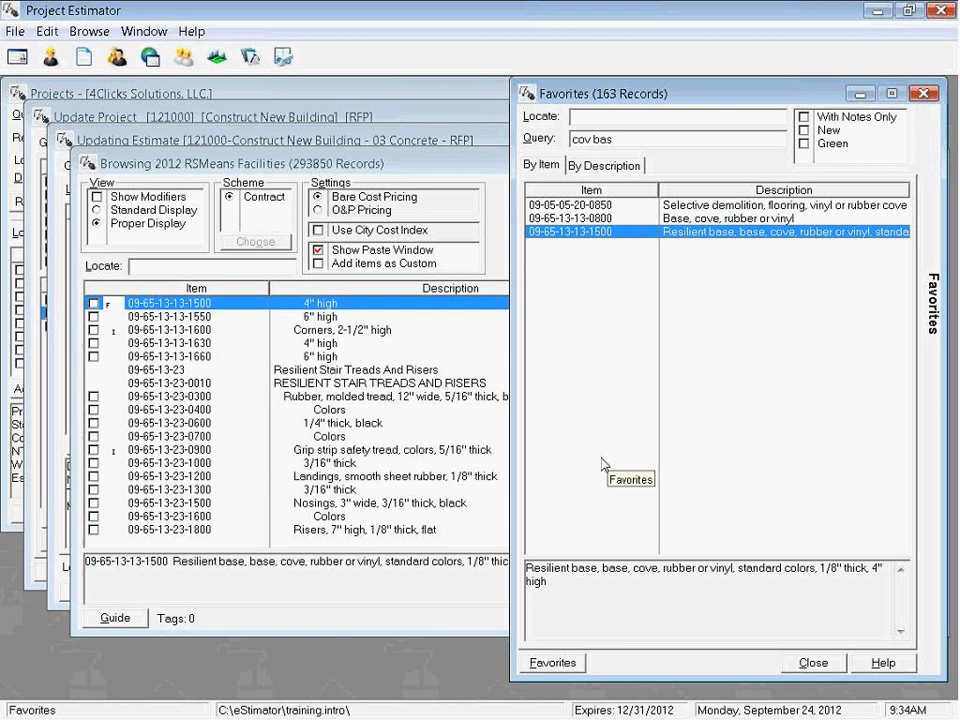 Project Estimator
File Edit Browse Window Help
Projects - [4Clicks Solutions, LLC.]
Update Project [121000] [Construct New Building] [RFP]
Updating Estimate [121000-Construct New Building - 03 Concrete - RFP]
Browsing 2012 RSMeans Facilities (293850 Records)
View
Show Modifiers
Standard Display
Proper Display
Scheme
Contract
Choose
Settings
Bare Cost Pricing
O&P Pricing
Use City Cost Index
Show Paste Window
Add items as Custom
Locate:
Item Description
F 09-65-13-13-1500 4" high
09-65-13-13-1550 6" high
I 09-65-13-13-1600 Corners, 2-1/2" high
09-65-13-13-1630 4" high
09-65-13-13-1660 6" high
09-65-13-23 Resilient Stair Treads And Risers
09-65-13-23-0010 RESILIENT STAIR TREADS AND RISERS
09-65-13-23-0300 Rubber, molded tread, 12" wide, 5/16" thick, b
09-65-13-23-0400 Colors
09-65-13-23-0600 1/4" thick, black
09-65-13-23-0700 Colors
I 09-65-13-23-0900 Grip strip safety tread, colors, 5/16" thick
09-65-13-23-1000 3/16" thick
09-65-13-23-1200 Landings, smooth sheet rubber, 1/8" thick
09-65-13-23-1300 3/16" thick
09-65-13-23-1500 Nosings, 3" wide, 3/16" thick, black
09-65-13-23-1600 Colors
09-65-13-23-1800 Risers, 7" high, 1/8" thick, flat
09-65-13-13-1500 Resilient base, base, cove, rubber or vinyl, standard colors, 1/8" thic
Guide Tags: 0
Favorites (163 Records)
Locate:
Query: cov bas
With Notes Only
New
Green
By Item By Description
Item Description
09-05-05-20-0850 Selective demolition, flooring, vinyl or rubber cove
09-65-13-13-0800 Base, cove, rubber or vinyl
09-65-13-13-1500 Resilient base, base, cove, rubber or vinyl, standa
Favorites
Favorites
Resilient base, base, cove, rubber or vinyl, standard colors, 1/8" thick, 4"
high
Favorites Close Help
Favorites C:\eStimator\training.intro\ Expires: 12/31/2012 Monday, September 24, 2012 9:34AM